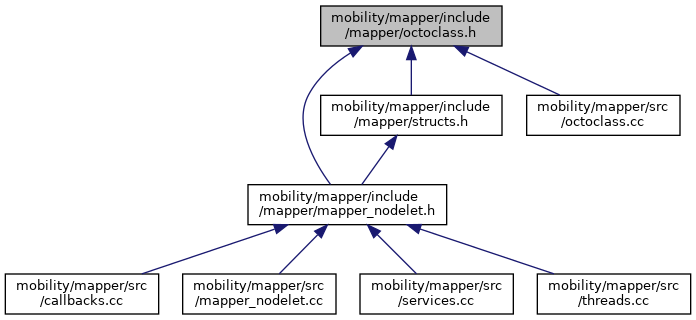 mobility/mapper/include
/mapper/octoclass.h
mobility/mapper/include
/mapper/structs.h
mobility/mapper/src
/octoclass.cc
mobility/mapper/include
/mapper/mapper_nodelet.h
mobility/mapper/src
/callbacks.cc
mobility/mapper/src
/mapper_nodelet.cc
mobility/mapper/src
/services.cc
mobility/mapper/src
/threads.cc